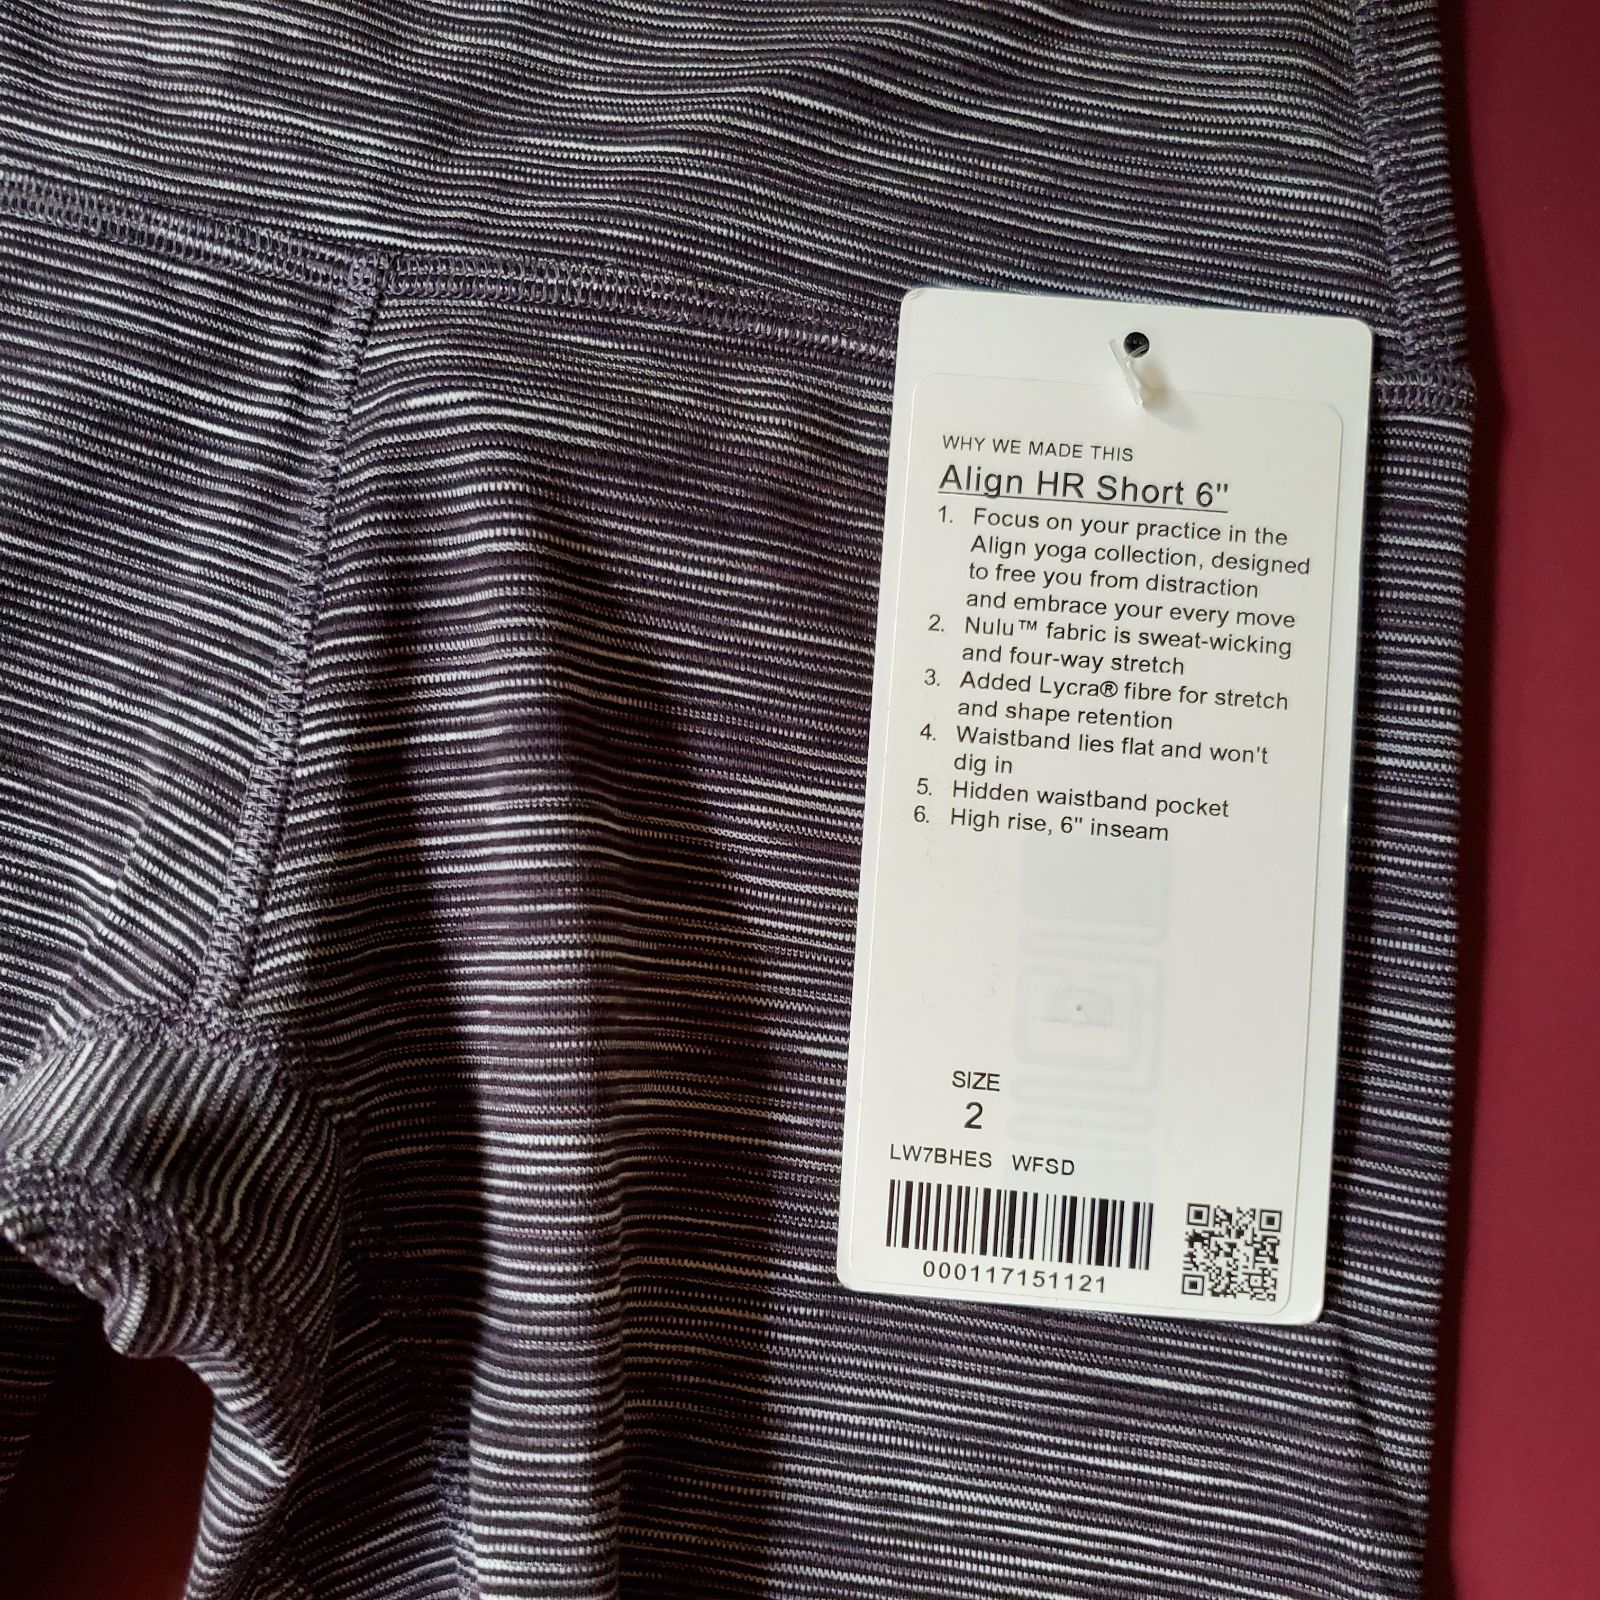 WHY WE MADE THIS
Align HR Short 6"
1. Focus on your practice in the
Align yoga collection, designed
to free you from distraction
and embrace your every move
2. Nulu™ fabric is sweat-wicking
and four-way stretch
3. Added Lycra® fibre for stretch
and shape retention
4. Waistband lies flat and won't
dig in
5. Hidden waistband pocket
6. High rise, 6" inseam
SIZE
2
LW7BHES WFSD
000117151121